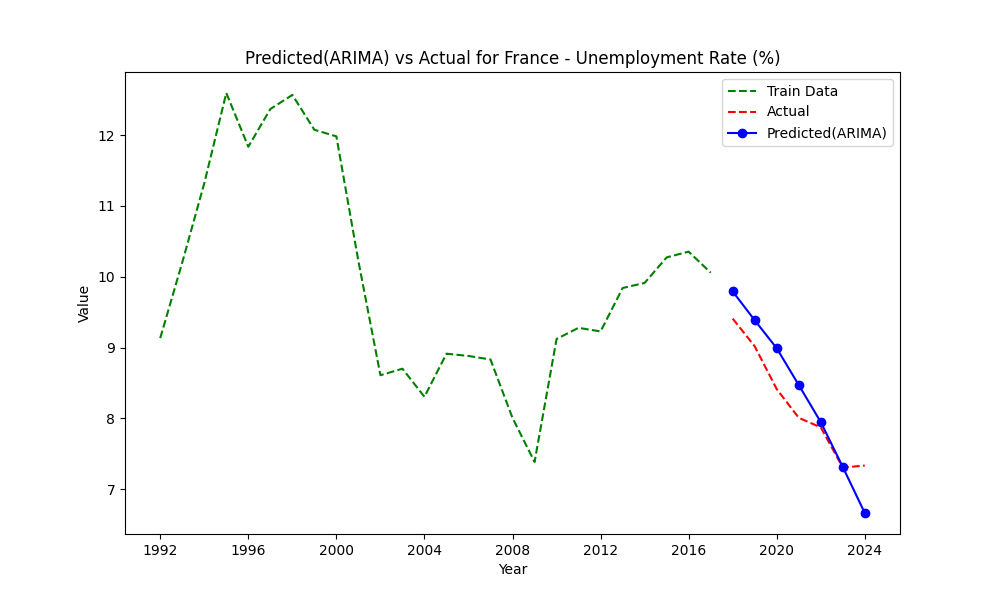 Predicted(ARIMA) vs Actual for France - Unemployment Rate (%)
Train Data
Actual
Predicted(ARIMA)
12
11
10
9
8
7
Value
1992 1996 2000 2004 2008 2012 2016 2020 2024
Year